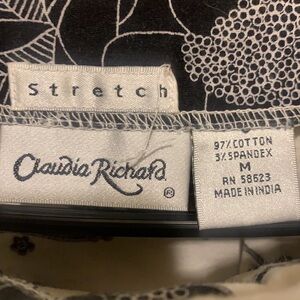 Stretch
Claudia Richard
®
97% COTTON
3% SPANDEX
M
RN 58623
MADE IN INDIA